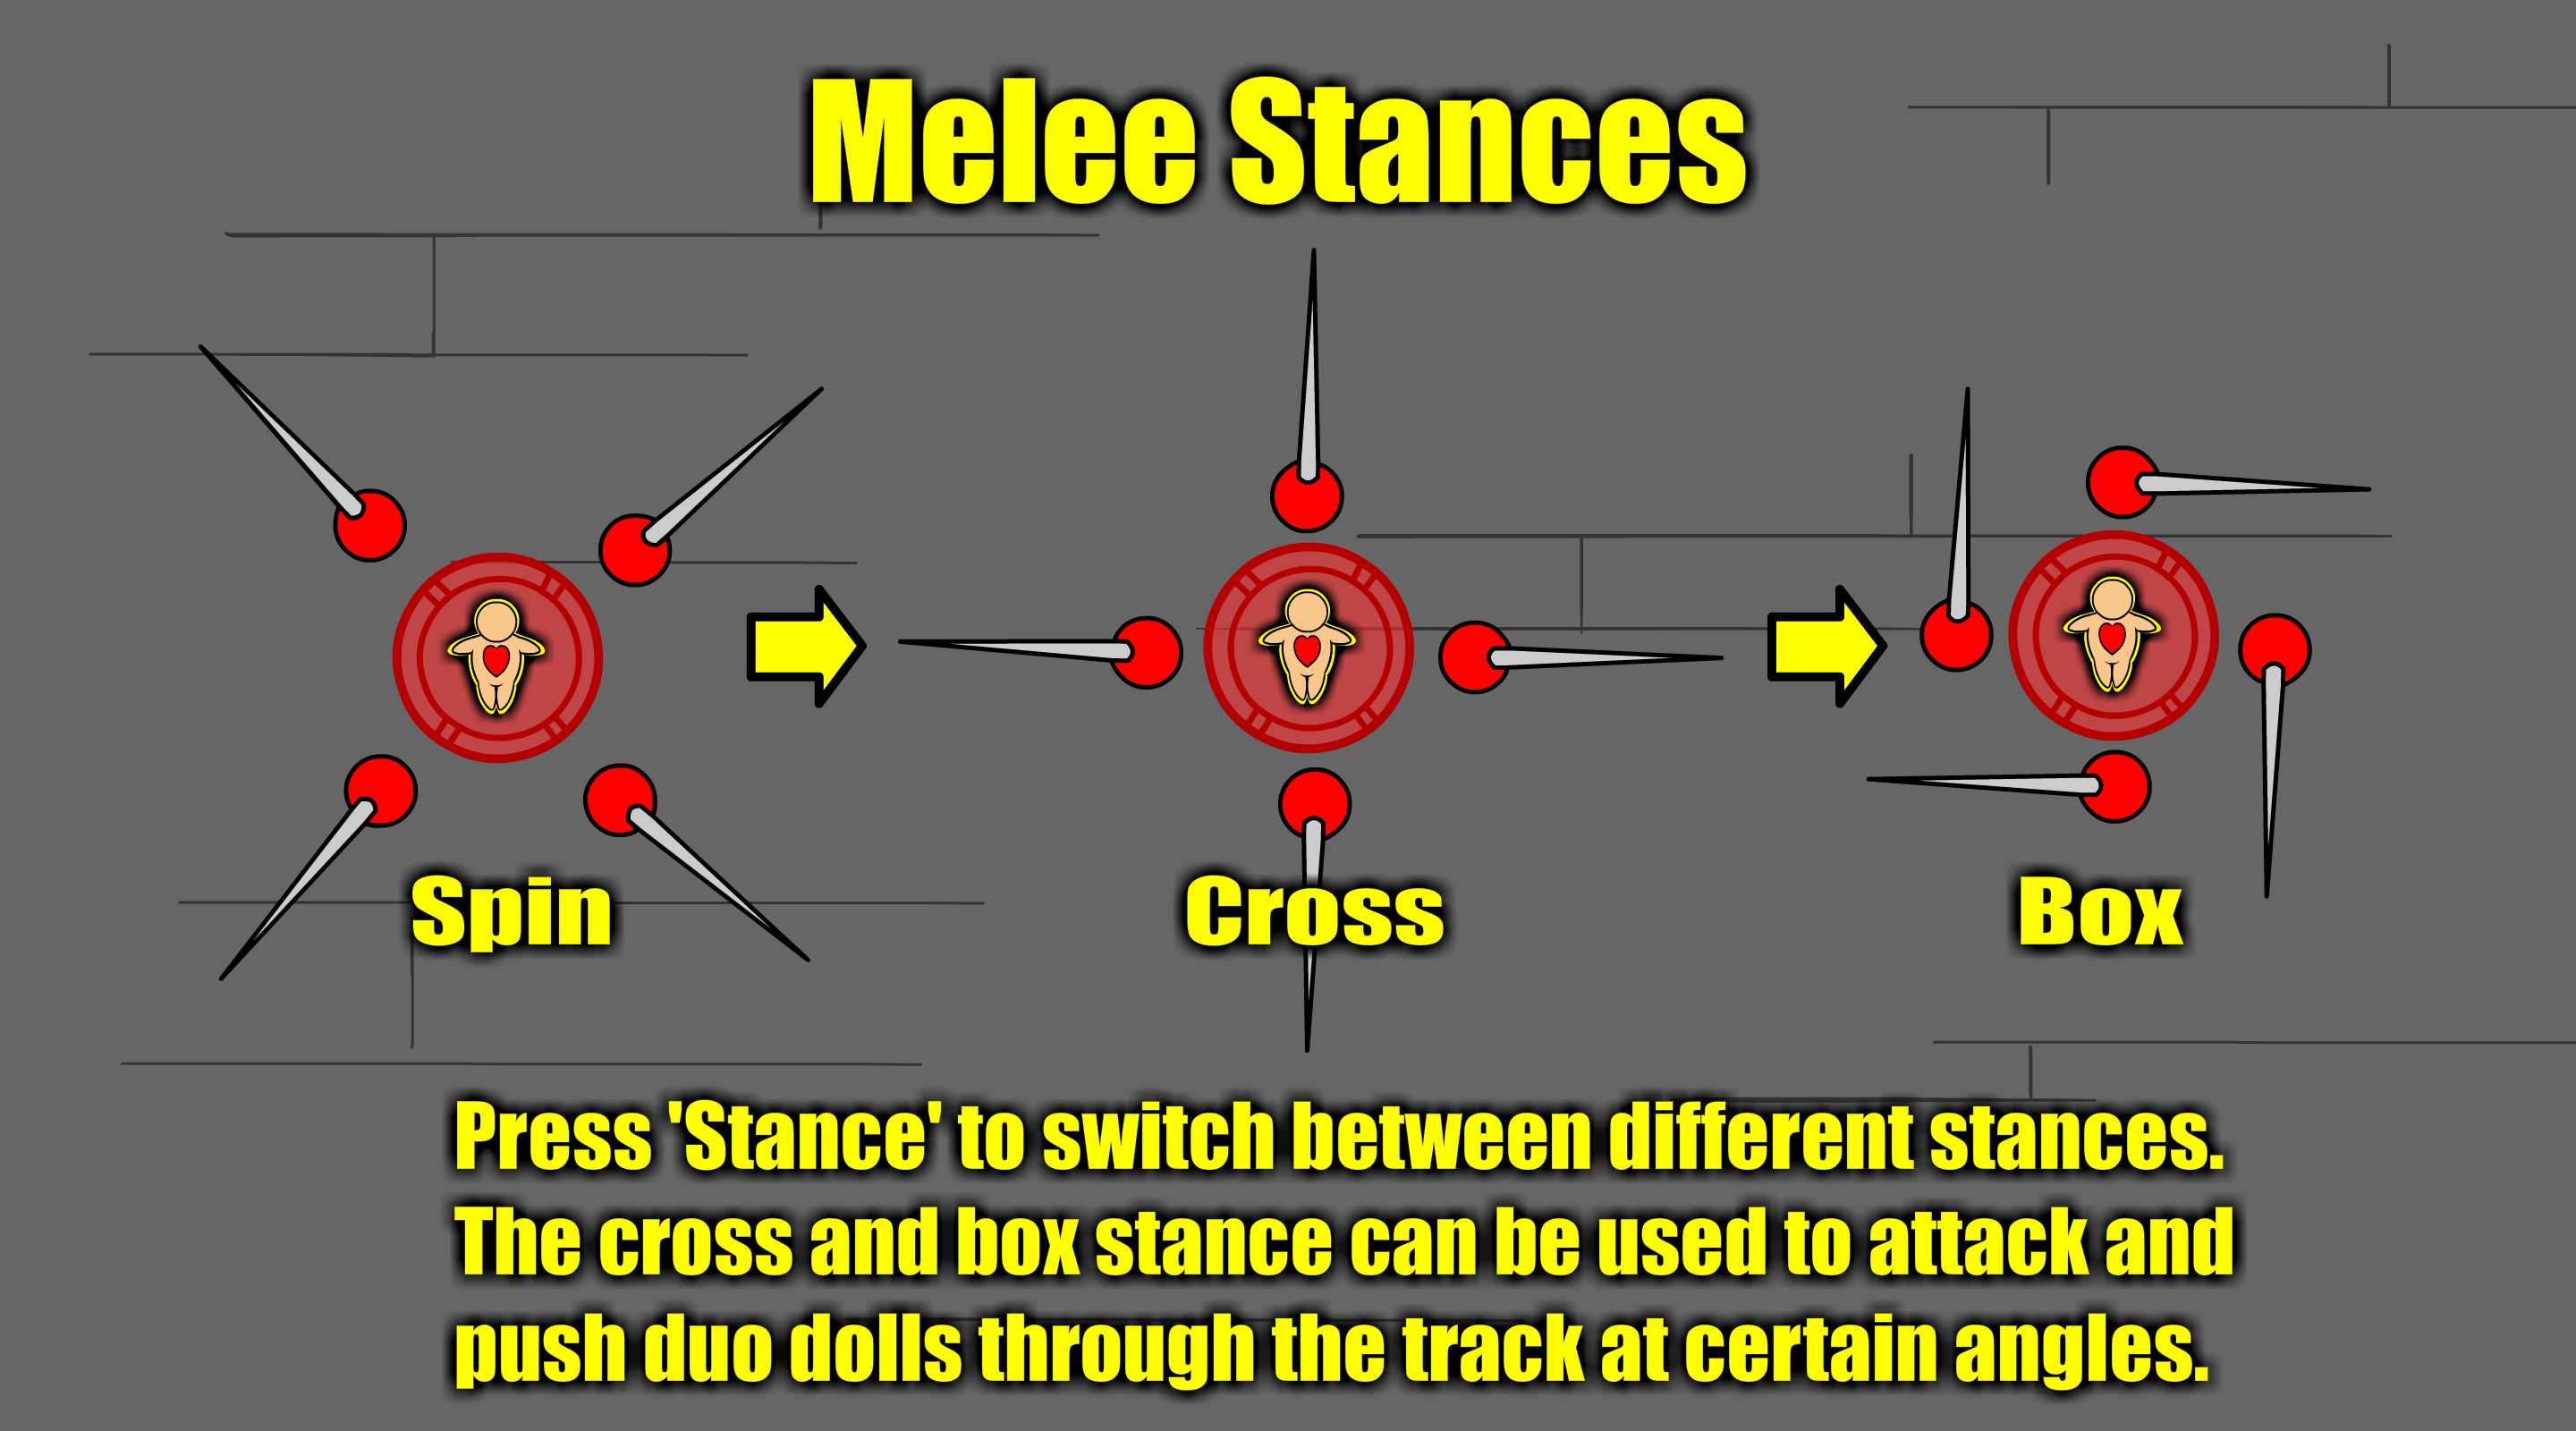 Melee Stances
Spin
Cross
Box
Press 'Stance' to switch between different stances.
The cross and box stance can be used to attack and
push duo dolls through the track at certain angles.